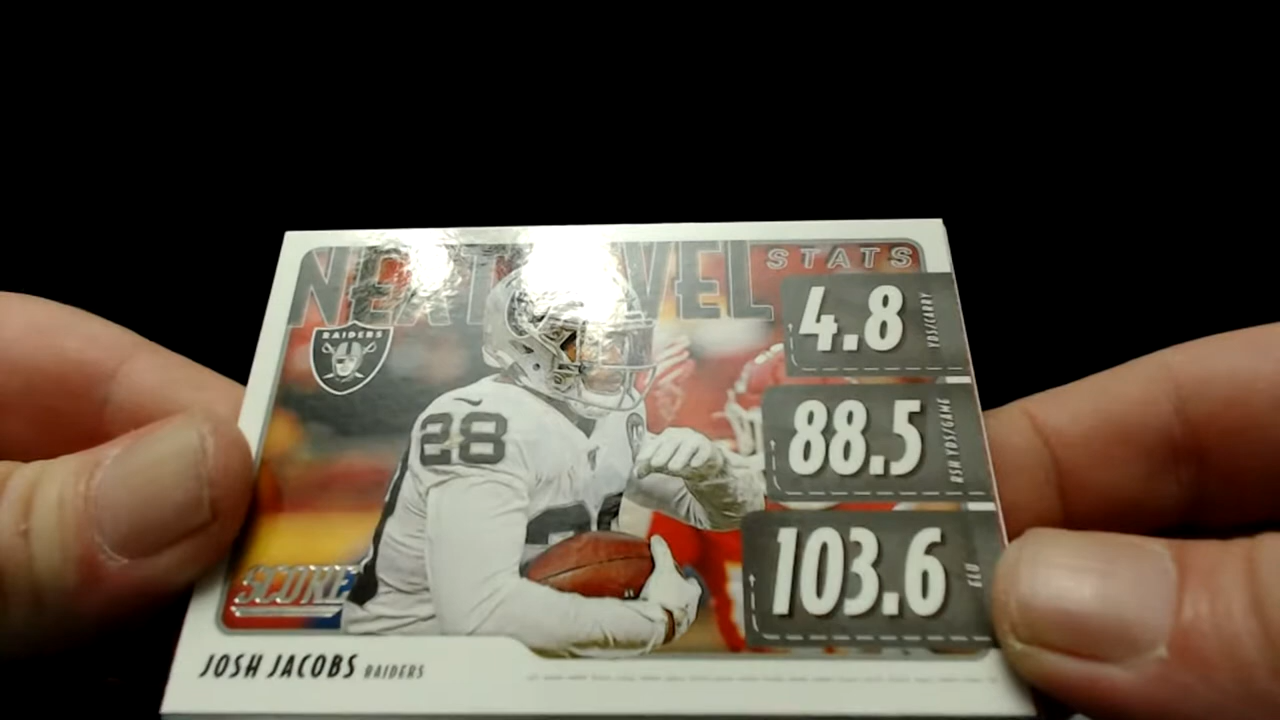 NEXT LEVEL STATS
RAIDERS
4.8 YDS/CARRY
28
88.5 RSH YDS/GAME
103.6 ELU
SCORE
JOSH JACOBS RAIDERS